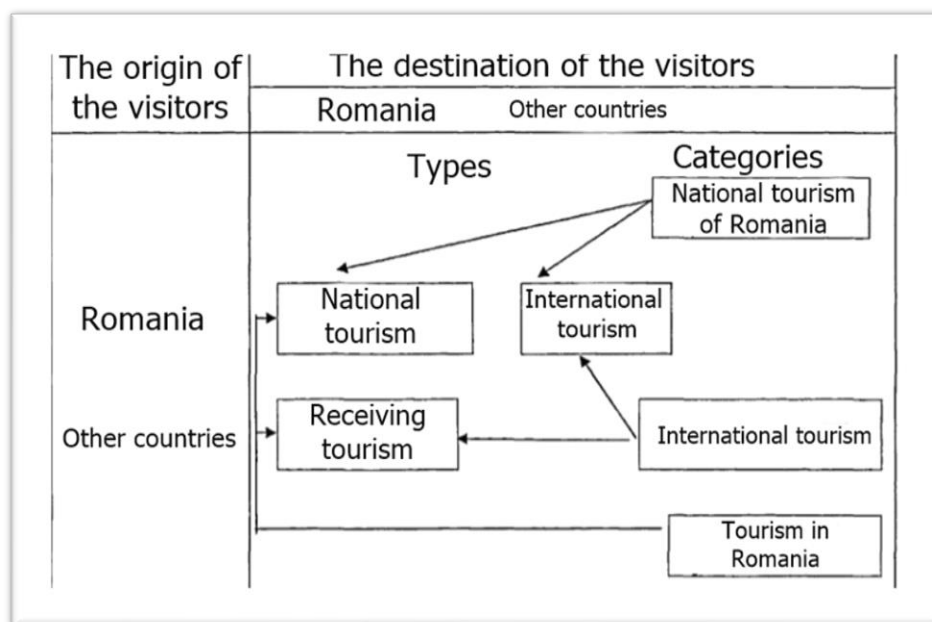 The origin of
the visitors
The destination of the visitors
Romania
Other countries
Types
Categories
National tourism
of Romania
Romania
National
tourism
International
tourism
Other countries
Receiving
tourism
International tourism
Tourism in
Romania